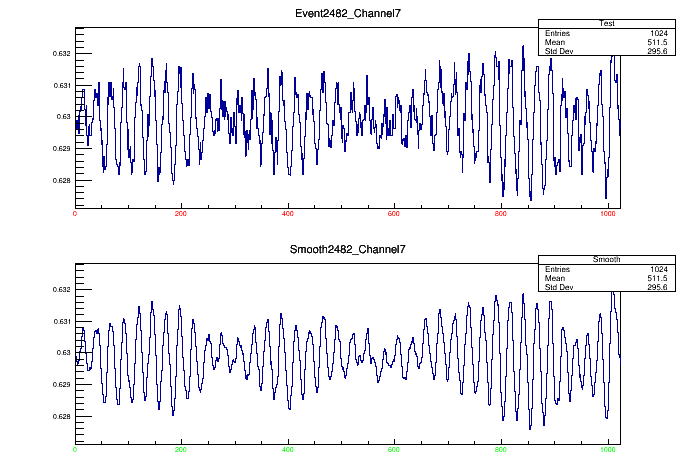 Event2482_Channel7
Test
Entries 1024
Mean 511.5
Std Dev 295.6
0.632
0.631
0.63
0.629
0.628
0 200 400 600 800 1000
Smooth2482_Channel7
Smooth
Entries 1024
Mean 511.5
Std Dev 295.6
0.632
0.631
0.63
0.629
0.628
0 200 400 600 800 1000